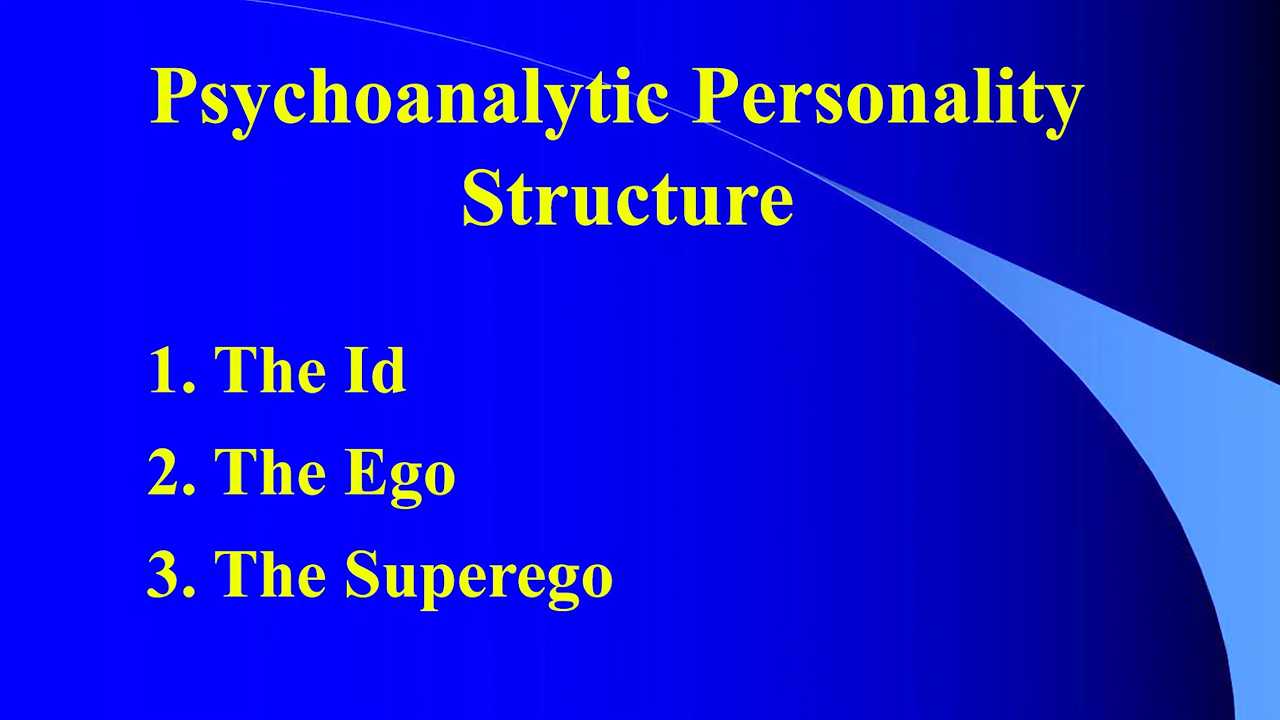 Psychoanalytic Personality
Structure
1. The Id
2. The Ego
3. The Superego